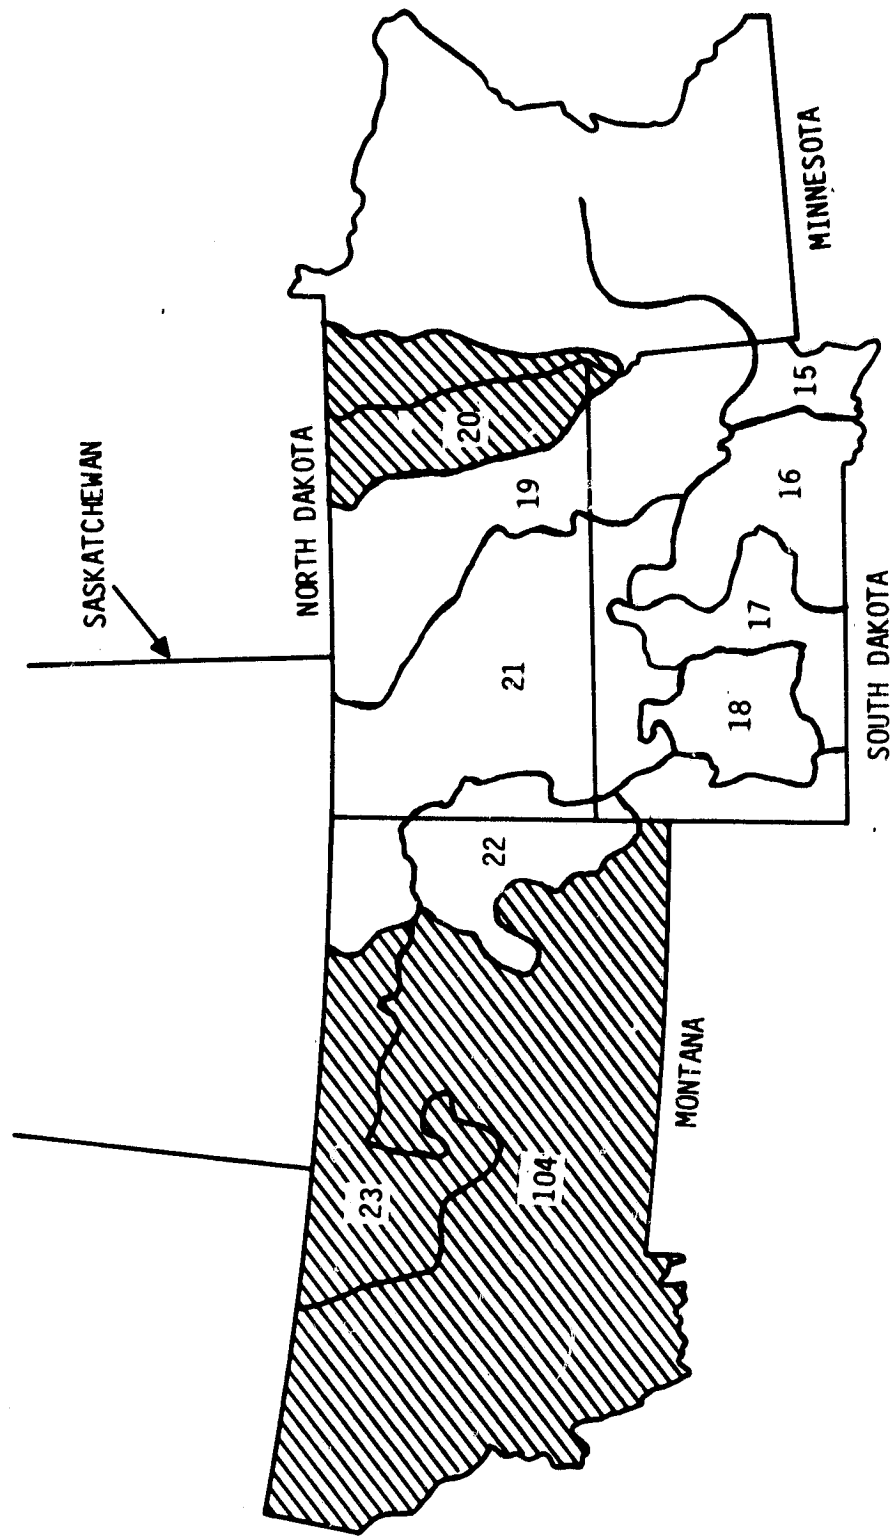 SASKATCHEWAN
NORTH DAKOTA
23
20
104
22
21
19
18
17
16
15
MONTANA
SOUTH DAKOTA
MINNESOTA